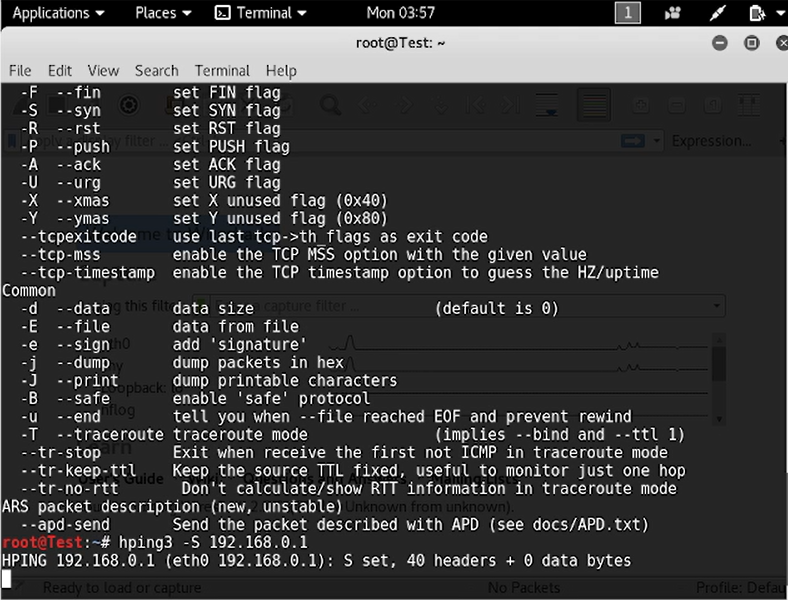 Applications Places Terminal Mon 03:57 1
root@Test: ~
File Edit View Search Terminal Help
-F --fin set FIN flag
-S --syn set SYN flag
-R --rst set RST flag
-P --push set PUSH flag
-A --ack set ACK flag
-U --urg set URG flag
-X --xmas set X unused flag (0x40)
-Y --ymas set Y unused flag (0x80)
--tcpexitcode use last tcp->th_flags as exit code
--tcp-mss enable the TCP MSS option with the given value
--tcp-timestamp enable the TCP timestamp option to guess the HZ/uptime
Common
-d --data data size (default is 0)
-E --file data from file
-e --sign add 'signature'
-j --dump dump packets in hex
-J --print dump printable characters
-B --safe enable 'safe' protocol
-u --end tell you when --file reached EOF and prevent rewind
-T --traceroute traceroute mode (implies --bind and --ttl 1)
--tr-stop Exit when receive the first not ICMP in traceroute mode
--tr-keep-ttl Keep the source TTL fixed, useful to monitor just one hop
--tr-no-rtt Don't calculate/show RTT information in traceroute mode
ARS packet description (new, unstable)
--apd-send Send the packet described with APD (see docs/APD.txt)
root@Test:~# hping3 -S 192.168.0.1
HPING 192.168.0.1 (eth0 192.168.0.1): S set, 40 headers + 0 data bytes
Expression...
Ready to load or capture No Packets Profile: Defau